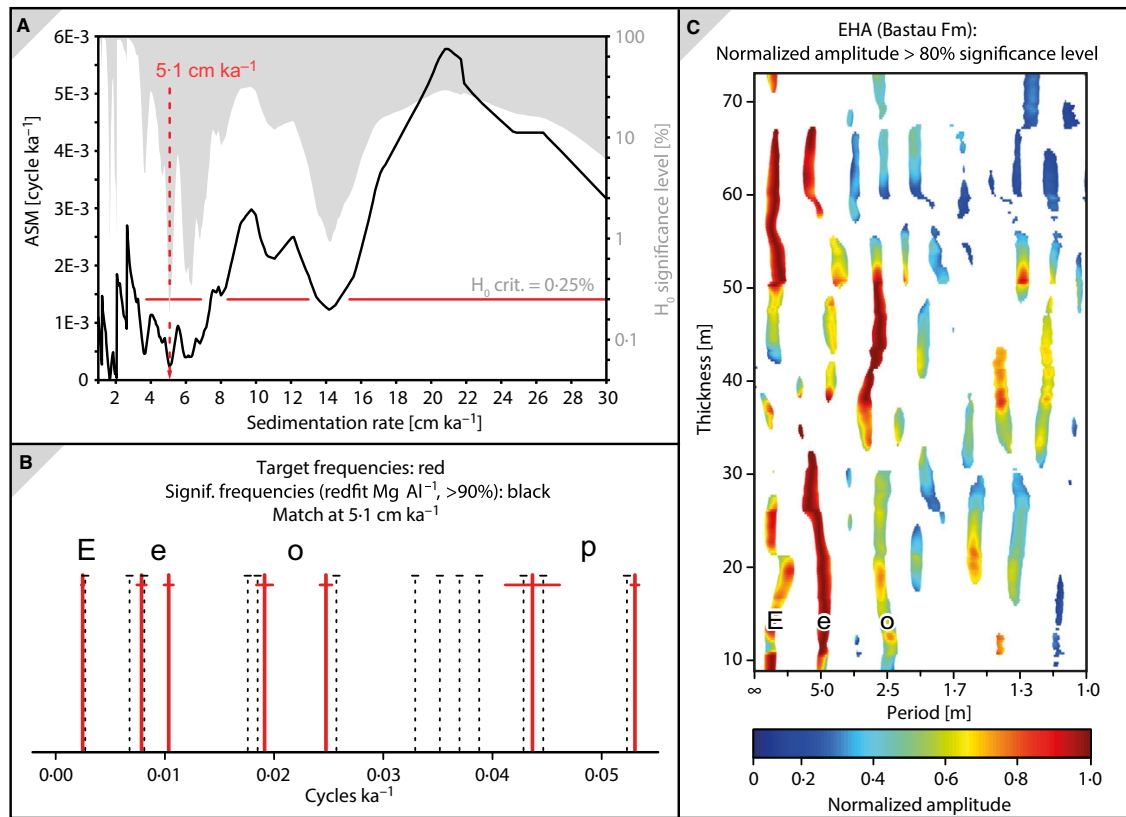 A
6E-3
5E-3
4E-3
3E-3
2E-3
1E-3
0
ASM [cycle ka⁻¹]
5·1 cm ka⁻¹
H₀ crit. = 0·25%
100
10
1
0·1
H₀ significance level [%]
2 4 6 8 10 12 14 16 18 20 22 24 26 28 30
Sedimentation rate [cm ka⁻¹]
B
Target frequencies: red
Signif. frequencies (redfit Mg Al⁻¹, >90%): black
Match at 5·1 cm ka⁻¹
E e o p
0·00 0·01 0·02 0·03 0·04 0·05
Cycles ka⁻¹
C
EHA (Bastau Fm):
Normalized amplitude > 80% significance level
70
60
50
40
30
20
10
Thickness [m]
E e o
∞ 5·0 2·5 1·7 1·3 1·0
Period [m]
0 0·2 0·4 0·6 0·8 1·0
Normalized amplitude